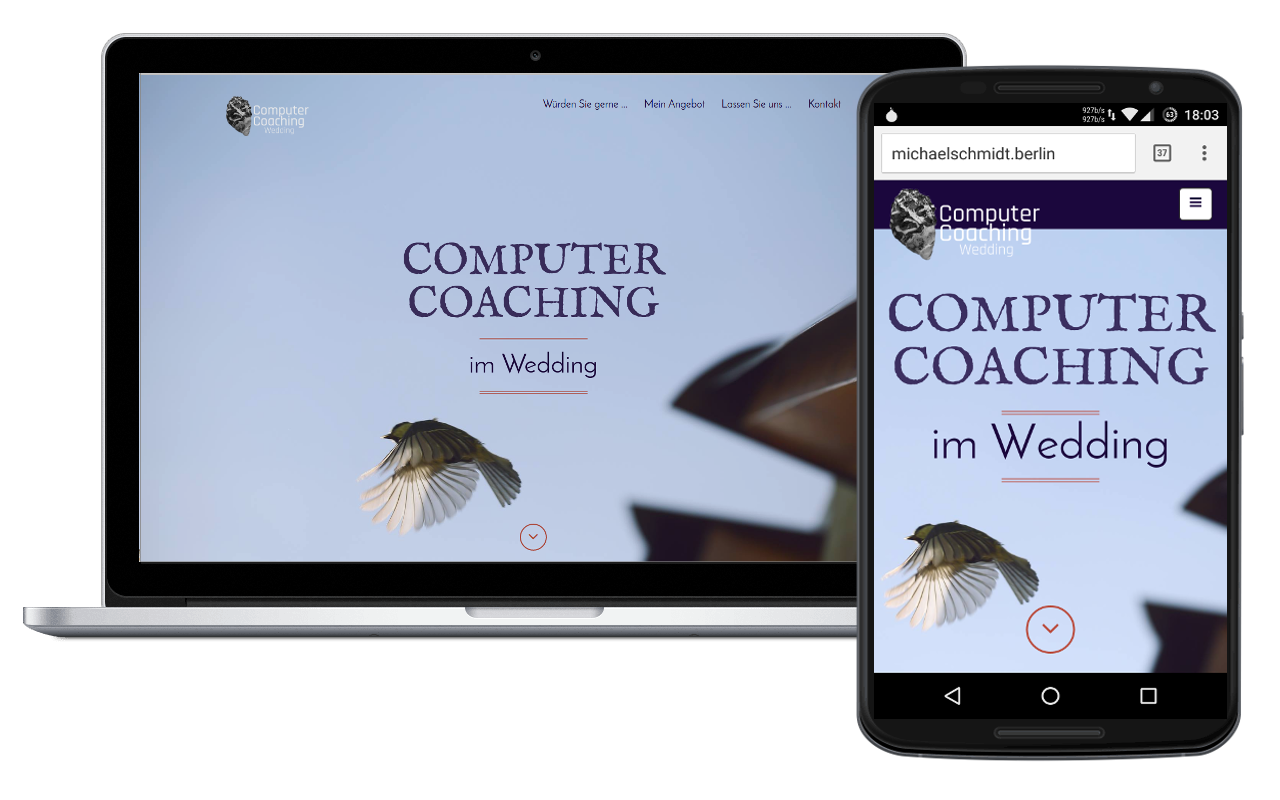 Computer
Coaching
Wedding
Würden Sie gerne ... Mein Angebot Lassen Sie uns ... Kontakt
COMPUTER
COACHING
im Wedding
927b/s
927b/s
63
18:03
michaelschmidt.berlin
37
Computer
Coaching
Wedding
COMPUTER
COACHING
im Wedding